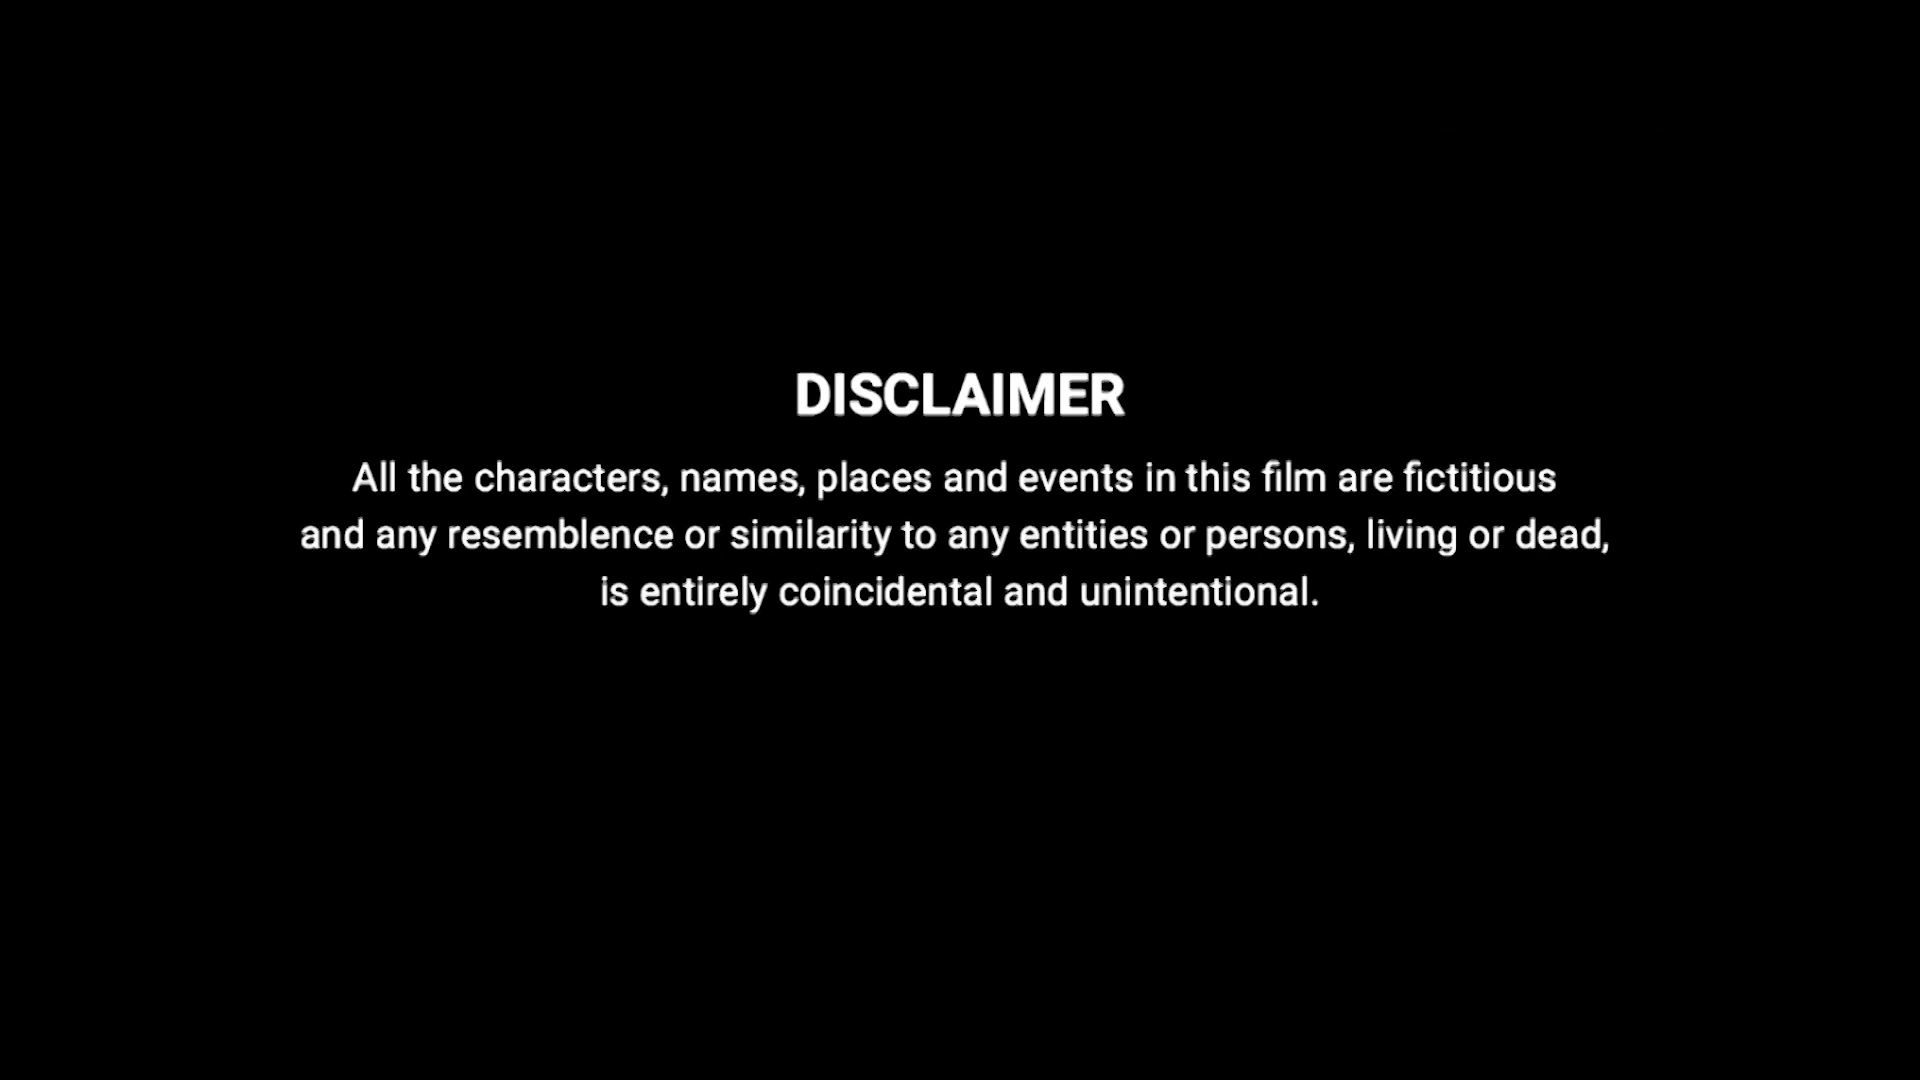 DISCLAIMER
All the characters, names, places and events in this film are fictitious
and any resemblence or similarity to any entities or persons, living or dead,
is entirely coincidental and unintentional.